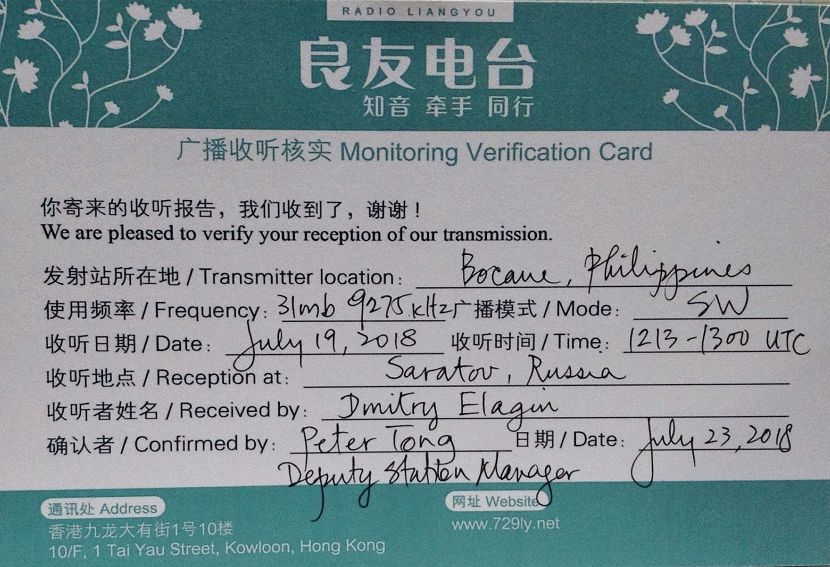 RADIO LIANGYOU
良友电台
知音 牵手 同行
广播收听核实 Monitoring Verification Card
你寄来的收听报告，我们收到了，谢谢！
We are pleased to verify your reception of our transmission.
发射站所在地 / Transmitter location: Bocaue, Philippines
使用频率 / Frequency: 31mb 9275 kHz 广播模式 / Mode: SW
收听日期 / Date: July 19, 2018 收听时间 / Time: 1213-1300 UTC
收听地点 / Reception at: Saratov, Russia
收听者姓名 / Received by: Dmitry Elagin
确认者 / Confirmed by: Peter Tong 日期 / Date: July 23, 2018
Deputy Station Manager
通讯处 Address 网址 Website
香港九龙大有街1号10楼 www.729ly.net
10/F, 1 Tai Yau Street, Kowloon, Hong Kong